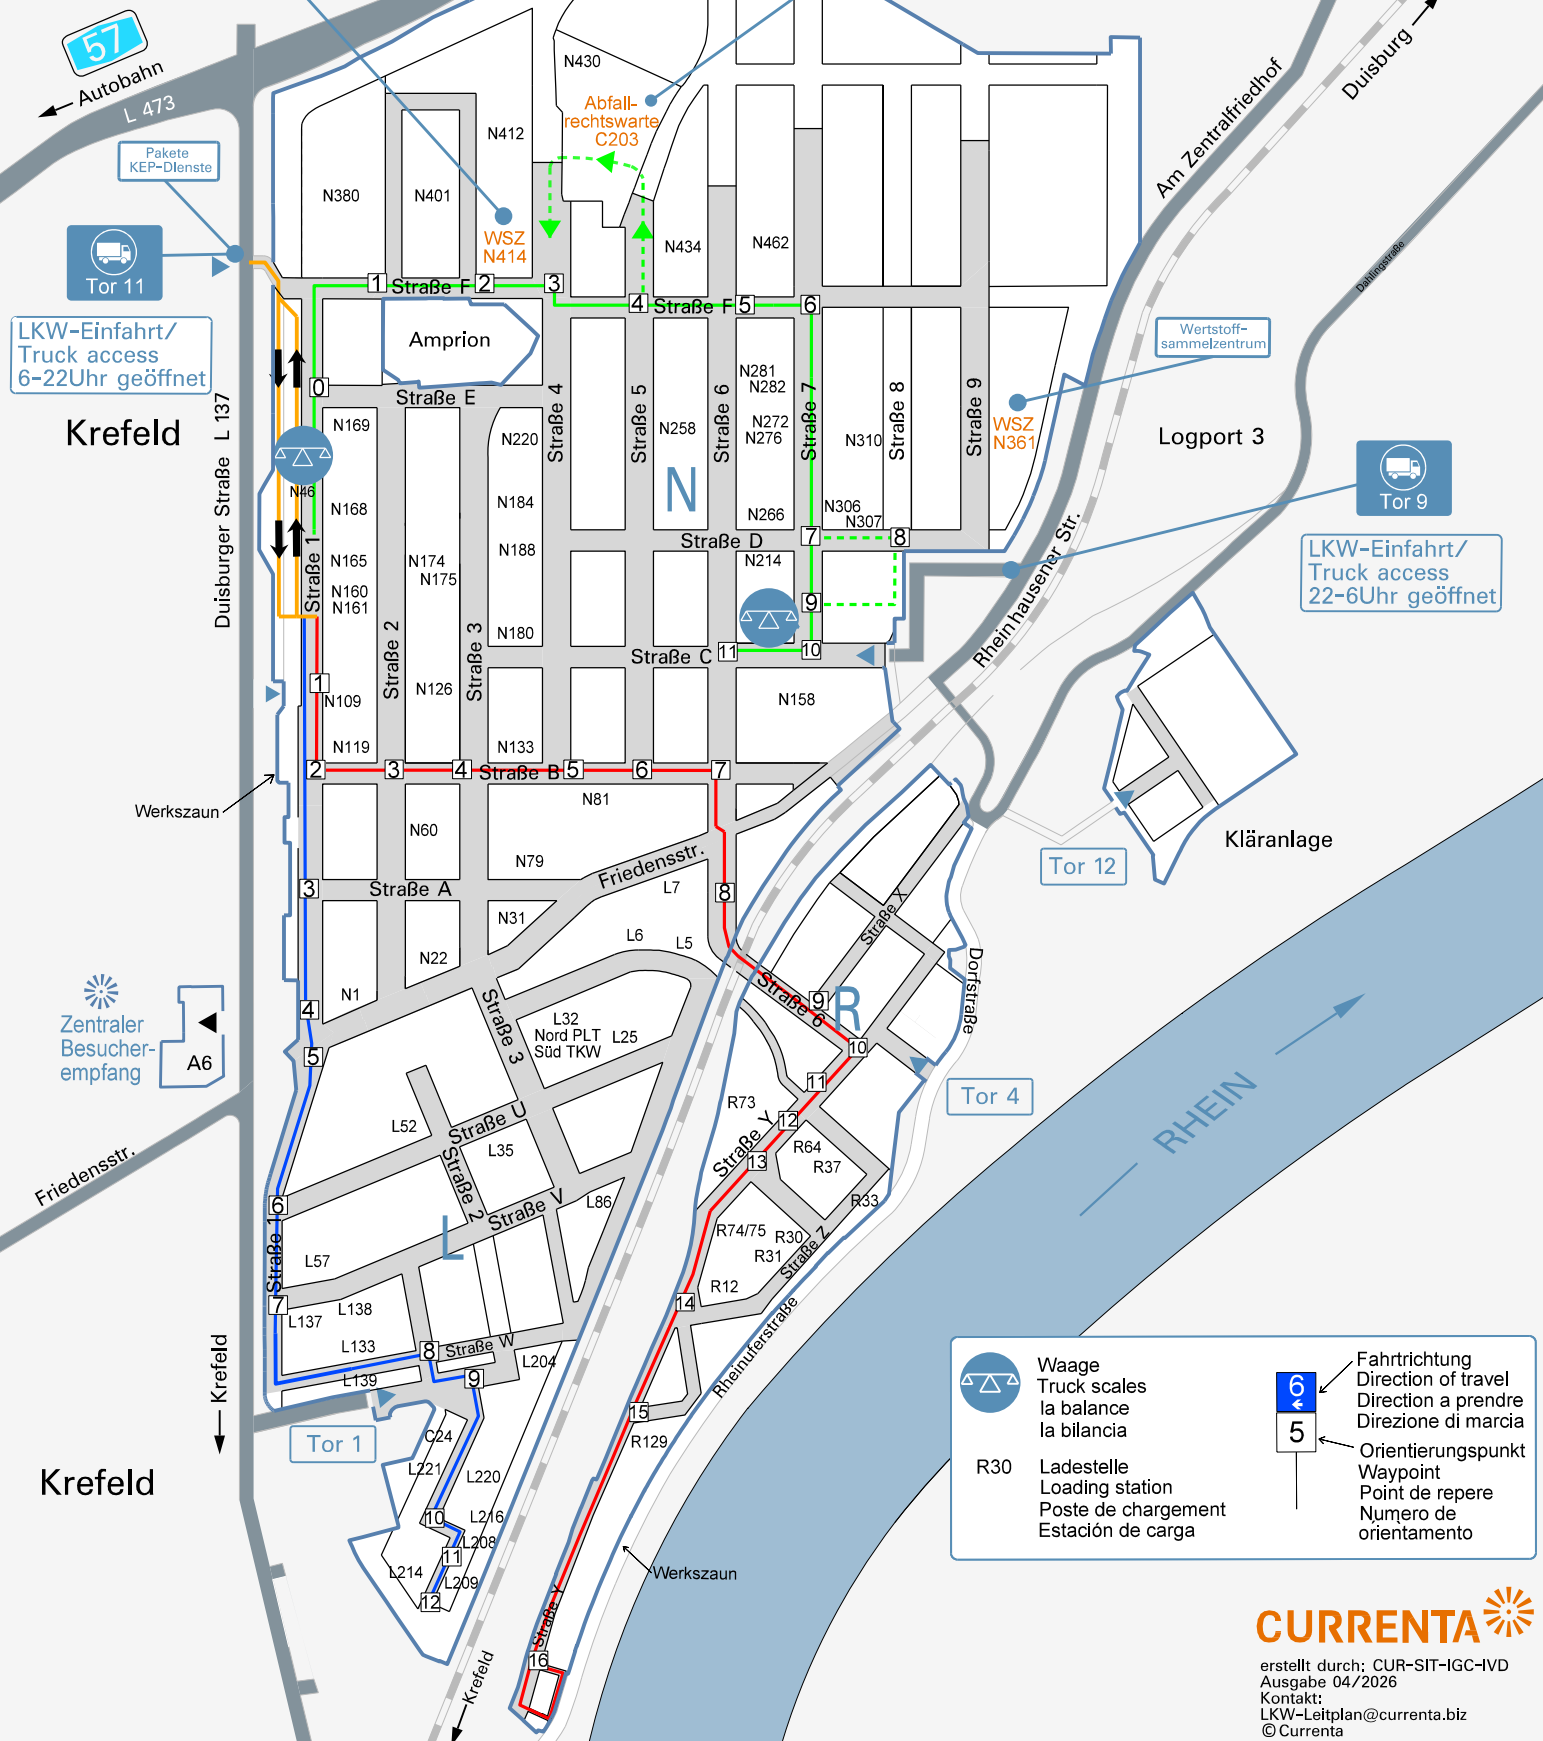 57
Autobahn
L 473
Pakete
KEP-Dienste
Tor 11
LKW-Einfahrt/
Truck access
6-22Uhr geöffnet
Krefeld
Duisburger Straße L 137
N380
N401
N412
WSZ
N414
N430
Abfall-
rechtswarte
C203
N434
N462
Am Zentralfriedhof
Duisburg
Dahlingstraße
1
Straße F
2
3
4
Straße F
5
6
Amprion
0
Straße E
Straße 4
Straße 5
Straße 6
Straße 7
Straße 8
Straße 9
N281
N282
N272
N276
N258
N310
WSZ
N361
Wertstoff-
sammelzentrum
Logport 3
Tor 9
LKW-Einfahrt/
Truck access
22-6Uhr geöffnet
N169
N220
N46
N168
N184
N
N266
N306
N307
Straße D
7
8
N188
N214
N165
N174
N175
N160
N161
Straße 1
Straße 2
Straße 3
9
N180
Straße C
11
10
Rheinhausener Str.
1
N109
N126
N158
N119
N133
2
3
4
Straße B
5
6
7
Werkszaun
N81
N60
N79
Friedensstr.
3
Straße A
L7
8
N31
L6
L5
N22
N1
4
5
Straße 3
L32
Nord PLT
Süd TKW
L25
Zentraler
Besucher-
empfang
A6
Friedensstr.
L52
Straße U
L35
Straße 2
Straße V
L86
L
6
Straße 1
L57
7
L137
L138
L133
8
Straße W
L139
9
L204
Tor 1
C24
L221
L220
10
L216
L208
11
L214
L209
12
Krefeld
Krefeld
Krefeld
Straße X
9
Straße 6
R
10
11
R73
12
Straße Y
13
R64
R37
R33
R74/75
R30
R31
Straße Z
R12
14
15
R129
Rheinuferstraße
Werkszaun
Straße Y
16
Dorfstraße
Tor 4
Tor 12
Kläranlage
RHEIN
Waage
Truck scales
la balance
la bilancia
R30
Ladestelle
Loading station
Poste de chargement
Estación de carga
6
5
Fahrtrichtung
Direction of travel
Direction a prendre
Direzione di marcia
Orientierungspunkt
Waypoint
Point de repere
Numero de
orientamento
CURRENTA
erstellt durch: CUR-SIT-IGC-IVD
Ausgabe 04/2026
Kontakt:
LKW-Leitplan@currenta.biz
© Currenta